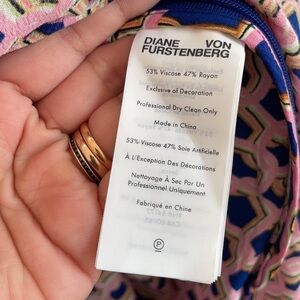 DIANE VON
FURSTENBERG
53% Viscose 47% Rayon
Exclusive of Decoration
Professional Dry Clean Only
Made in China
53% Viscose 47% Soie Artificielle
À L'Exception Des Décorations
Nettoyage À Sec Par Un
Professionnel Uniquement
Fabriqué en Chine
P